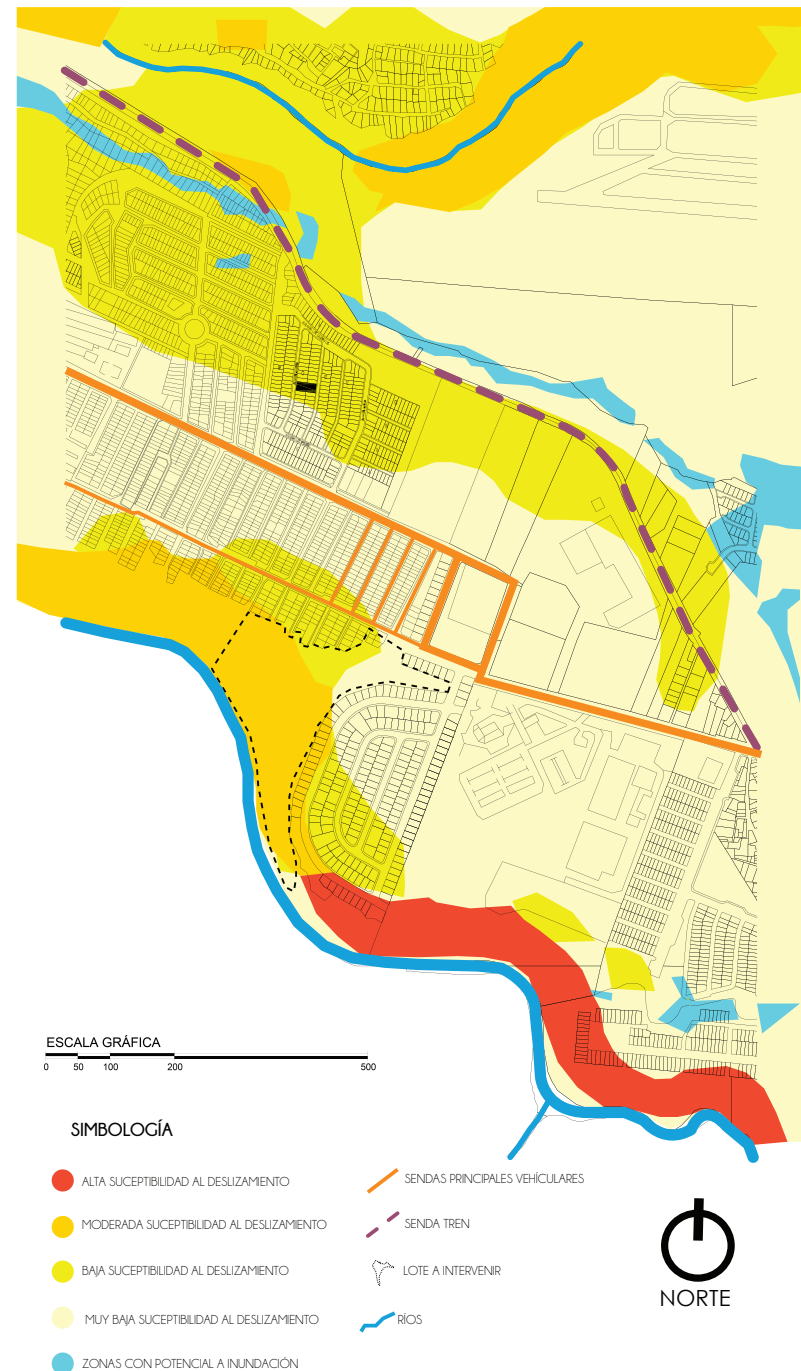 ESCALA GRÁFICA
0 50 100 200 500
SIMBOLOGÍA
ALTA SUCEPTIBILIDAD AL DESLIZAMIENTO
MODERADA SUCEPTIBILIDAD AL DESLIZAMIENTO
BAJA SUCEPTIBILIDAD AL DESLIZAMIENTO
MUY BAJA SUCEPTIBILIDAD AL DESLIZAMIENTO
ZONAS CON POTENCIAL A INUNDACIÓN
SENDAS PRINCIPALES VEHÍCULARES
SENDA TREN
LOTE A INTERVENIR
RÍOS
NORTE